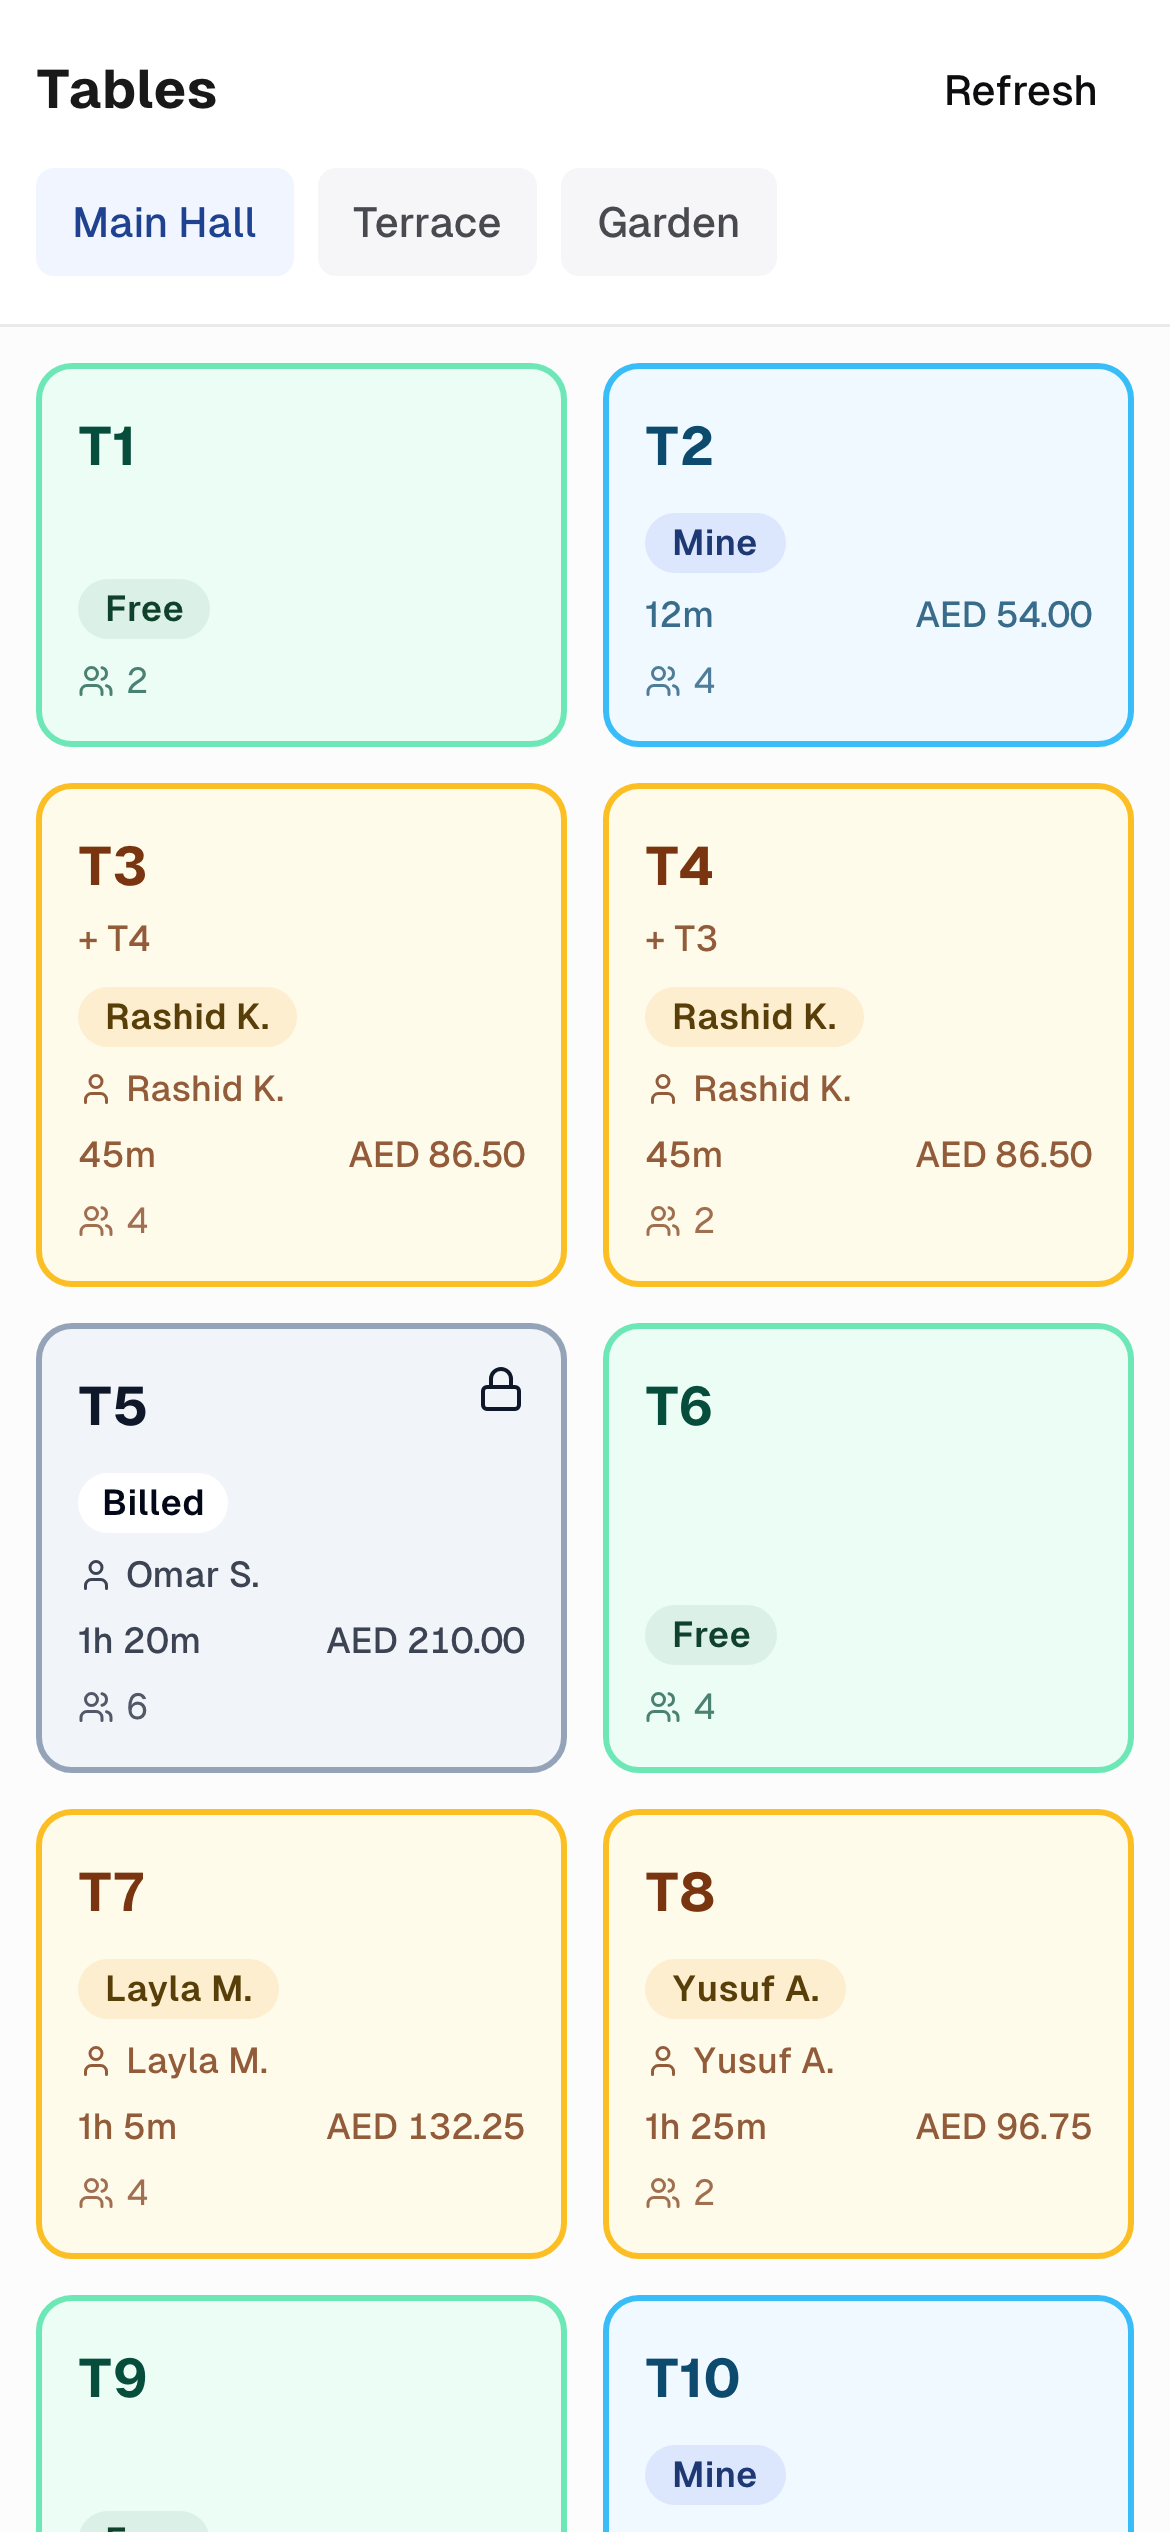 Tables
Refresh
Main Hall
Terrace
Garden
T1
Free
2
T2
Mine
12m
AED 54.00
4
T3
+ T4
Rashid K.
Rashid K.
45m
AED 86.50
4
T4
+ T3
Rashid K.
Rashid K.
45m
AED 86.50
2
T5
Billed
Omar S.
1h 20m
AED 210.00
6
T6
Free
4
T7
Layla M.
Layla M.
1h 5m
AED 132.25
4
T8
Yusuf A.
Yusuf A.
1h 25m
AED 96.75
2
T9
T10
Mine